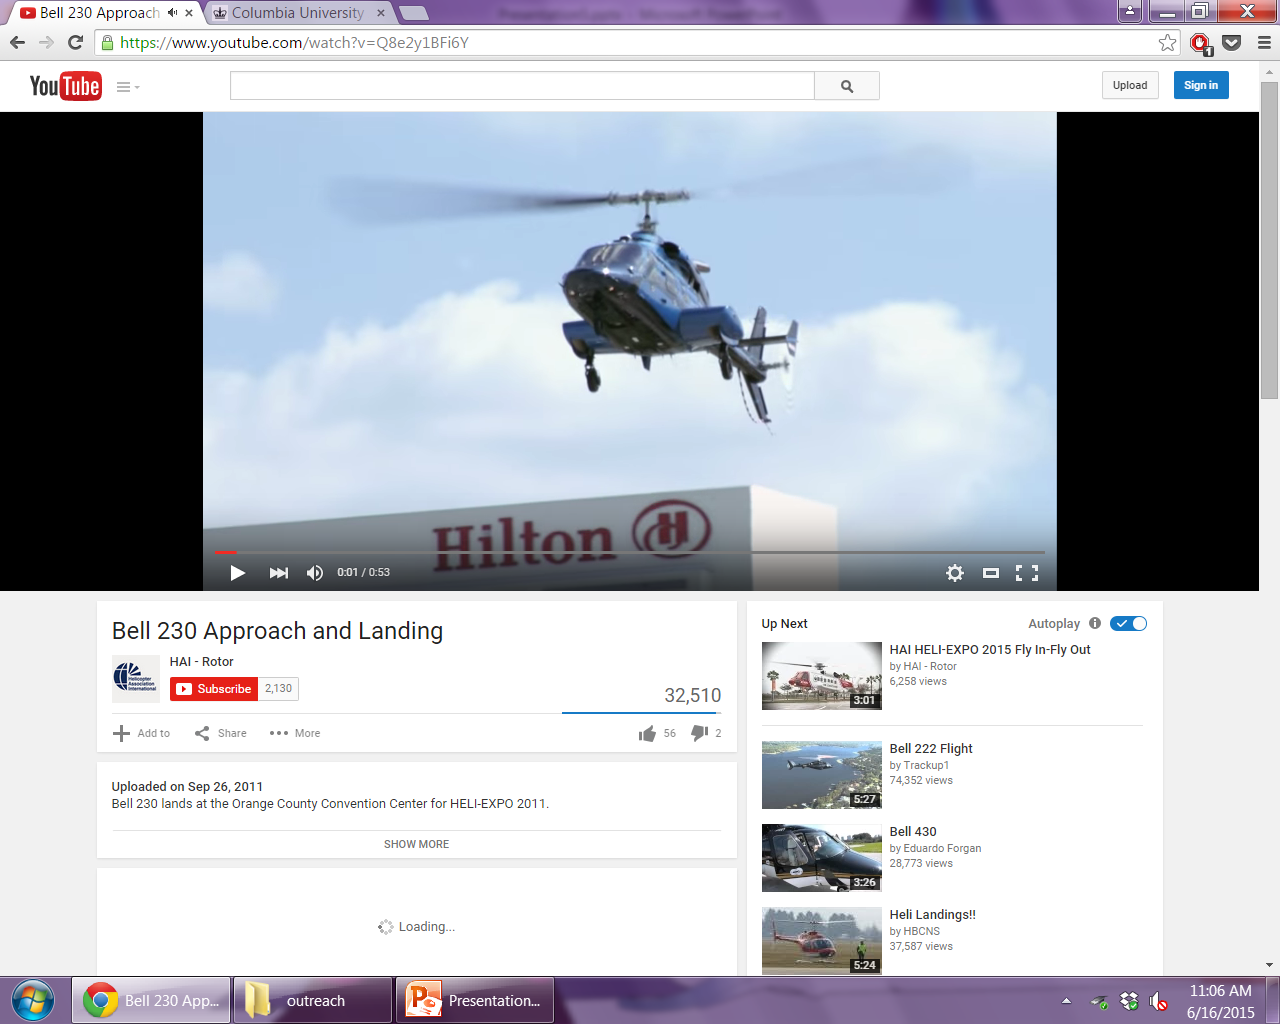 Bell 230 Approach
Columbia University
https://www.youtube.com/watch?v=Q8e2y1BFi6Y
1
YouTube
Upload
Sign in
Hilton
H
0:01 / 0:53
Bell 230 Approach and Landing
Helicopter
Association
International
HAI - Rotor
Subscribe
2,130
32,510
Add to
Share
More
56
2
Uploaded on Sep 26, 2011
Bell 230 lands at the Orange County Convention Center for HELI-EXPO 2011.
SHOW MORE
Loading...
Up Next
Autoplay
3:01
HAI HELI-EXPO 2015 Fly In-Fly Out
by HAI - Rotor
6,258 views
5:27
Bell 222 Flight
by Trackup1
74,352 views
3:26
Bell 430
by Eduardo Forgan
28,773 views
5:24
Heli Landings!!
by HBCNS
37,587 views
Bell 230 App...
outreach
Presentation...
11:06 AM
6/16/2015